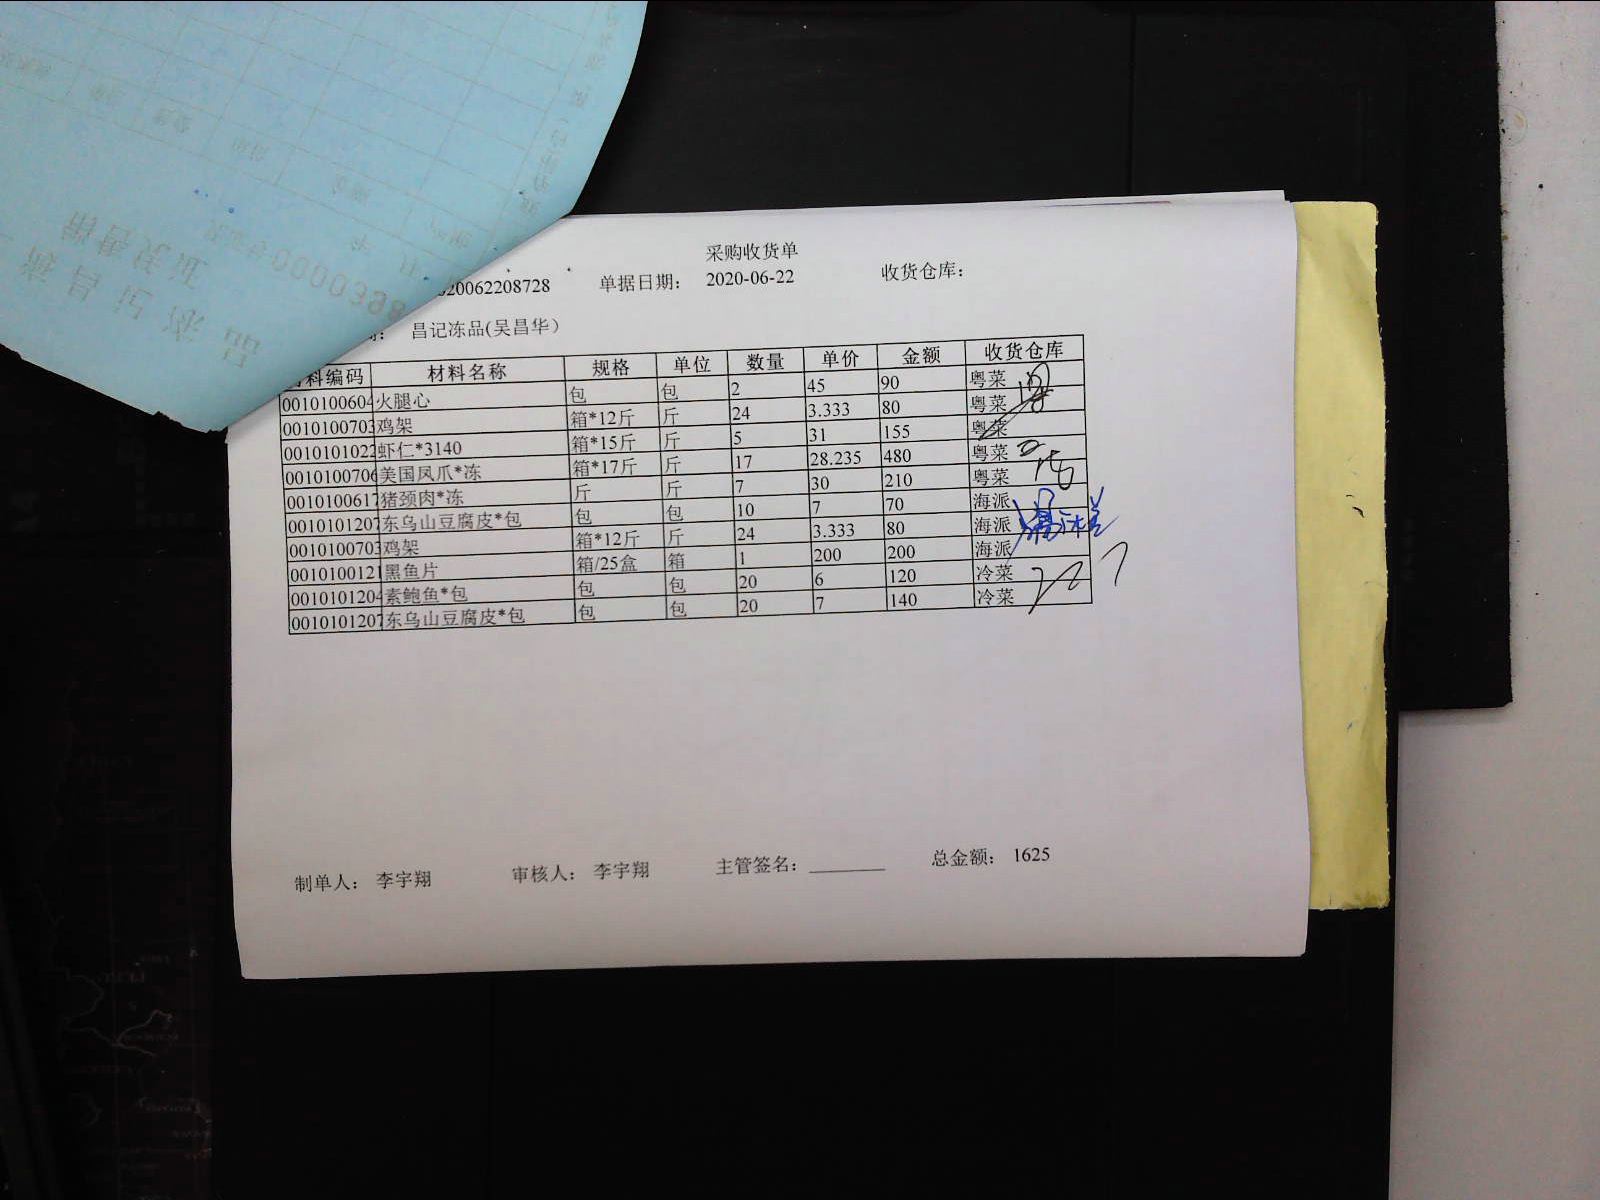 采购收货单
20062208728 单据日期： 2020-06-22 收货仓库：
昌记冻品(吴昌华)
料编码 材料名称 规格 单位 数量 单价 金额 收货仓库
0010100604 火腿心 包 包 2 45 90 粤菜
0010100703 鸡架 箱*12斤 斤 24 3.333 80 粤菜
0010101022 虾仁*3140 箱*15斤 斤 5 31 155 粤菜
0010100706 美国凤爪*冻 箱*17斤 斤 17 28.235 480 粤菜
0010100617 猪颈肉*冻 斤 斤 7 30 210 粤菜
0010101207 东乌山豆腐皮*包 包 包 10 7 70 海派
0010100703 鸡架 箱*12斤 斤 24 3.333 80 海派
0010100121 黑鱼片 箱/25盒 箱 1 200 200 海派
0010101204 素鲍鱼*包 包 包 20 6 120 冷菜
0010101207 东乌山豆腐皮*包 包 包 20 7 140 冷菜
制单人： 李宇翔 审核人： 李宇翔 主管签名： 总金额： 1625